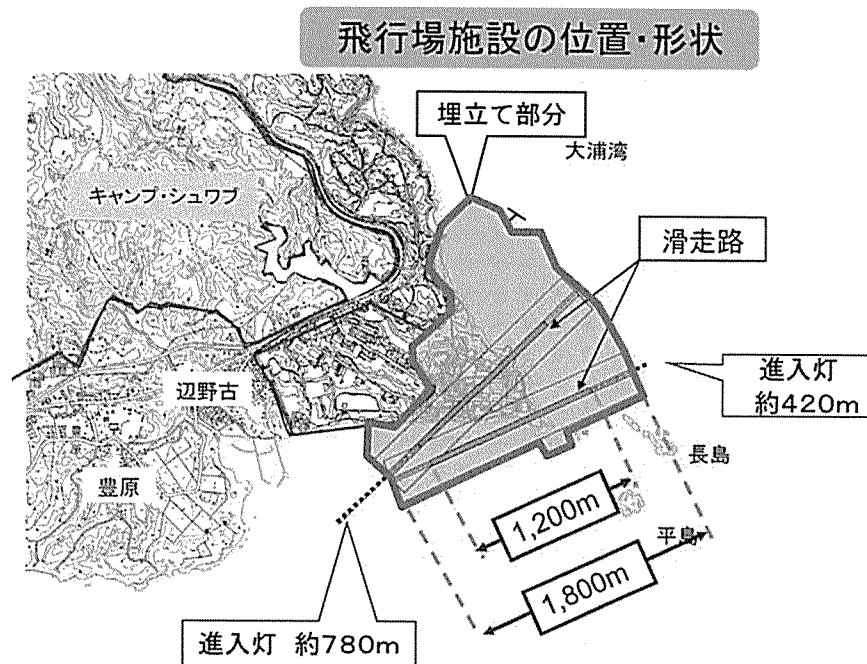 飛行場施設の位置・形状
埋立て部分
大浦湾
キャンプ・シュワブ
滑走路
進入灯
約420m
辺野古
長島
豊原
1,200m
平島
1,800m
進入灯 約780m